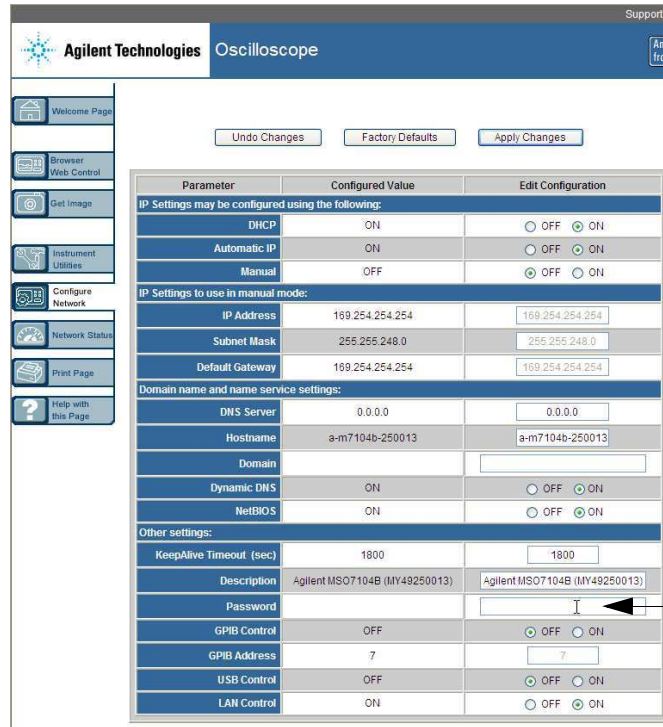 Support
Agilent Technologies Oscilloscope
An
fro
Welcome Page
Browser
Web Control
Get Image
Instrument
Utilities
Configure
Network
Network Status
Print Page
Help with
this Page
Undo Changes Factory Defaults Apply Changes
Parameter Configured Value Edit Configuration
IP Settings may be configured using the following:
DHCP ON OFF ON
Automatic IP ON OFF ON
Manual OFF OFF ON
IP Settings to use in manual mode:
IP Address 169.254.254.254 169.254.254.254
Subnet Mask 255.255.248.0 255.255.248.0
Default Gateway 169.254.254.254 169.254.254.254
Domain name and name service settings:
DNS Server 0.0.0.0 0.0.0.0
Hostname a-m7104b-250013 a-m7104b-250013
Domain
Dynamic DNS ON OFF ON
NetBIOS ON OFF ON
Other settings:
KeepAlive Timeout (sec) 1800 1800
Description Agilent MSO7104B (MY49250013) Agilent MSO7104B (MY49250013)
Password
GPIB Control OFF OFF ON
GPIB Address 7 7
USB Control OFF OFF ON
LAN Control ON OFF ON